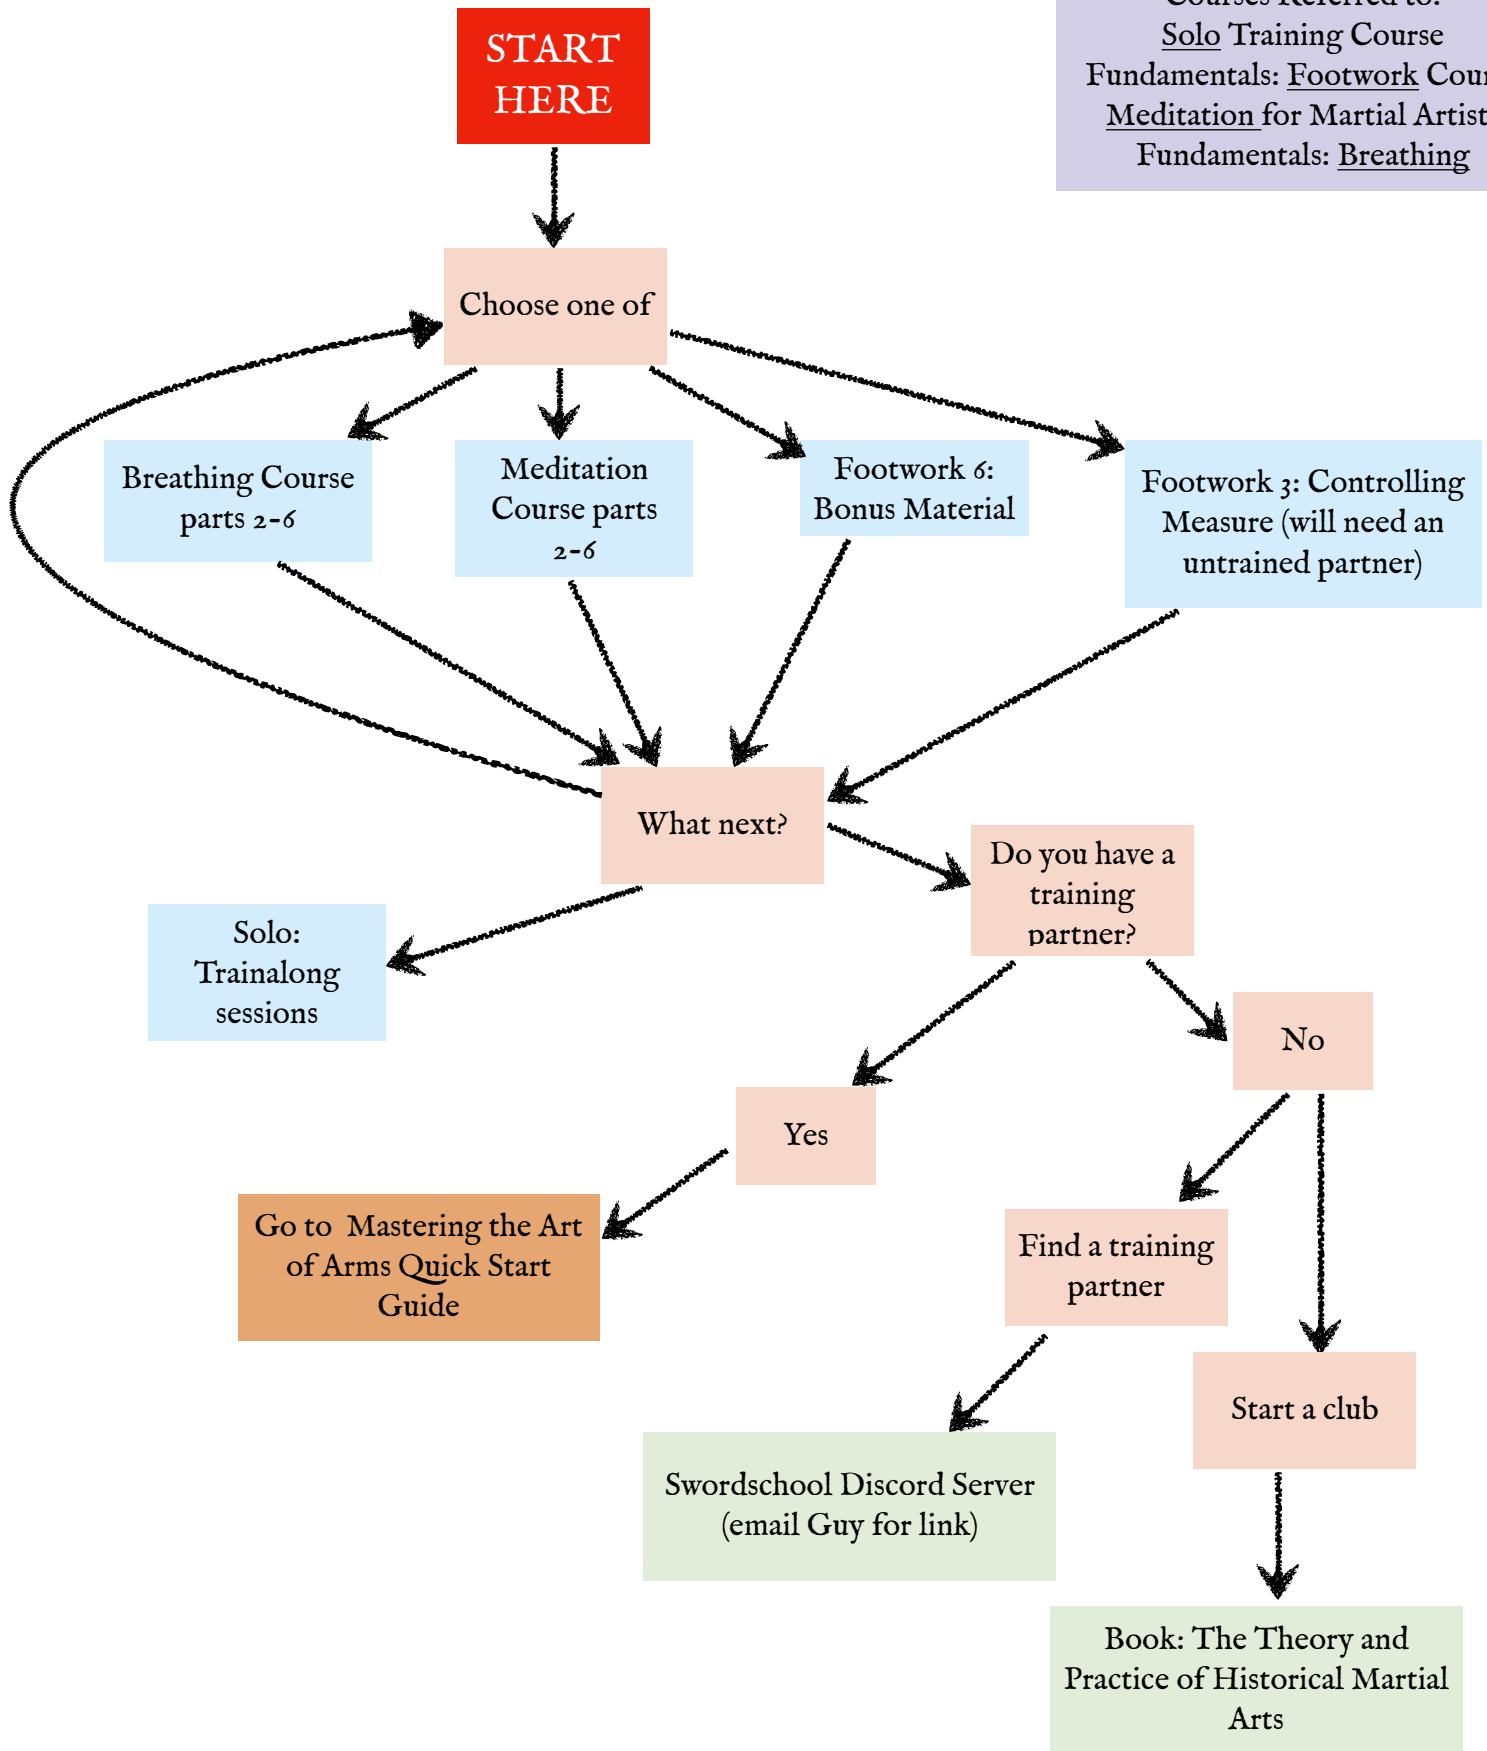 START
HERE
Courses Referred to:
Solo Training Course
Fundamentals: Footwork
Meditation for Martial
Fundamentals: Breathing
Choose one of
Breathing Course
parts 2-6
Meditation
Course parts
2-6
Footwork 6:
Bonus Material
Footwork 3: Controlling
Measure (will need an
untrained partner)
What next?
Do you have a
training
partner?
Solo:
Trainalong
sessions
No
Yes
Go to Mastering the Art
of Arms Quick Start
Guide
Find a training
partner
Start a club
Swordschool Discord Server
(email Guy for link)
Book: The Theory and
Practice of Historical Martial
Arts